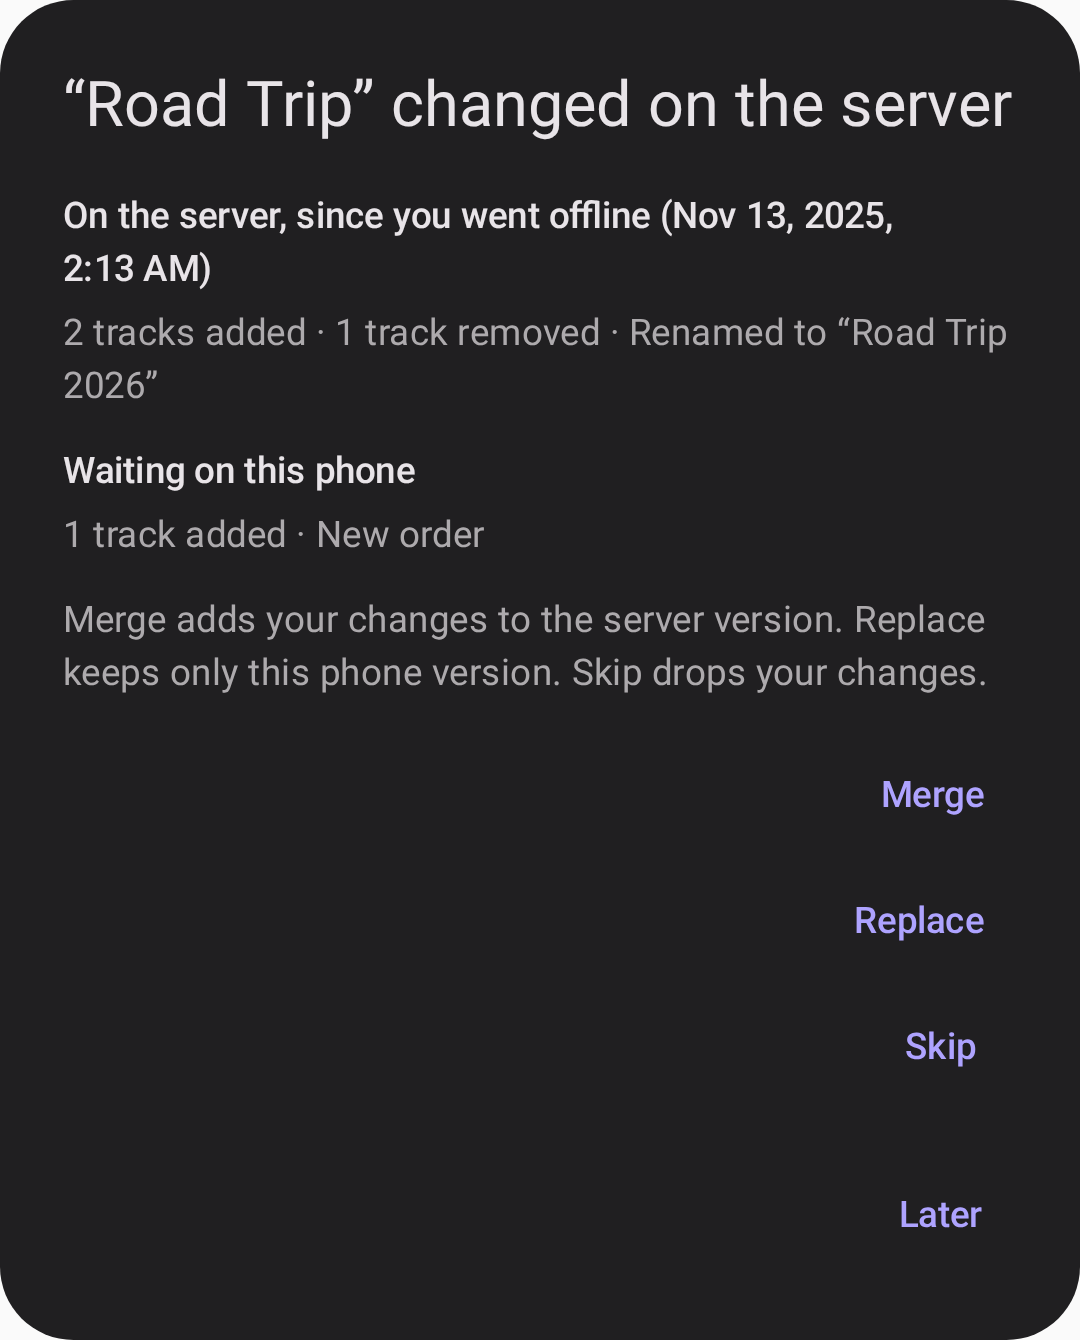 “Road Trip” changed on the server
On the server, since you went offline (Nov 13, 2025,
2:13 AM)
2 tracks added · 1 track removed · Renamed to “Road Trip
2026”
Waiting on this phone
1 track added · New order
Merge adds your changes to the server version. Replace
keeps only this phone version. Skip drops your changes.
Merge
Replace
Skip
Later